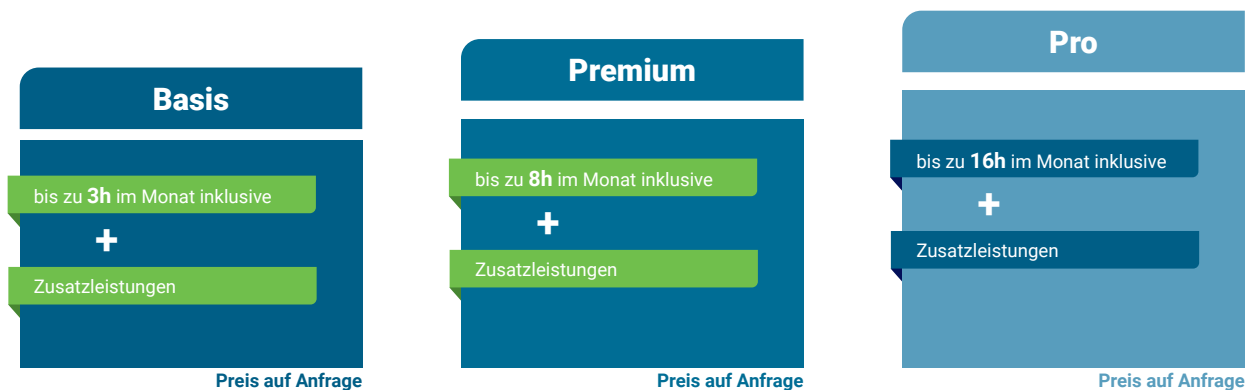 Basis
bis zu 3h im Monat inklusive
+
Zusatzleistungen
Preis auf Anfrage
Premium
bis zu 8h im Monat inklusive
+
Zusatzleistungen
Preis auf Anfrage
Pro
bis zu 16h im Monat inklusive
+
Zusatzleistungen
Preis auf Anfrage